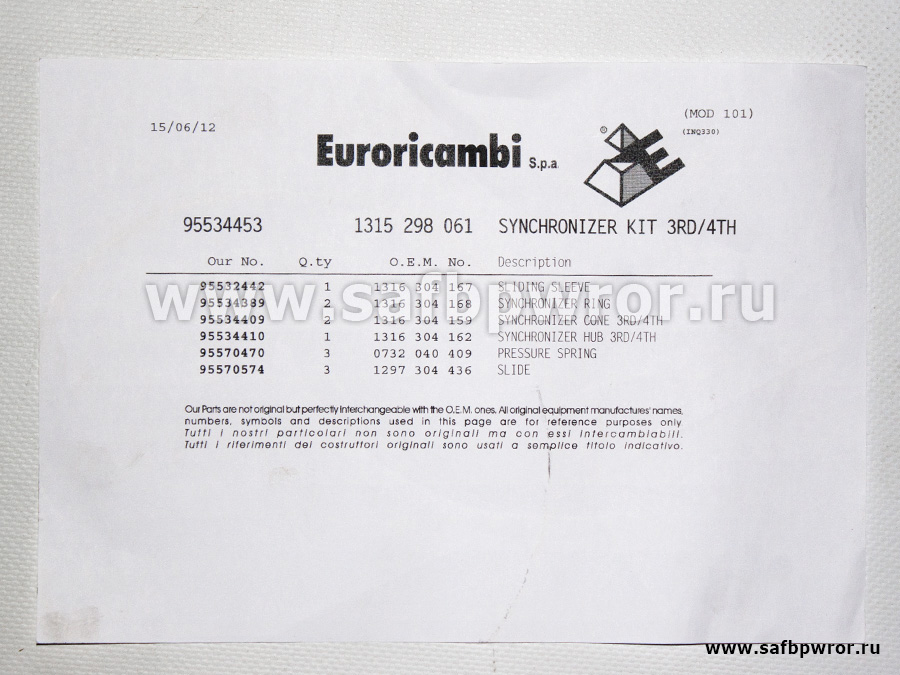 15/06/12
(MOD 101)
(INQ330)
Euroricambi S.p.a.
®
95534453 1315 298 061 SYNCHRONIZER KIT 3RD/4TH
Our No. Q.ty O.E.M. No. Description
95532442 1 1316 304 167 SLIDING SLEEVE
95534389 2 1316 304 168 SYNCHRONIZER RING
95534409 2 1316 304 159 SYNCHRONIZER CONE 3RD/4TH
95534410 1 1316 304 162 SYNCHRONIZER HUB 3RD/4TH
95570470 3 0732 040 409 PRESSURE SPRING
95570574 3 1297 304 436 SLIDE
www.safbpwror.ru
Our Parts are not original but perfectly interchangeable with the O.E.M. ones. All original equipment manufactures' names,
numbers, symbols and descriptions used in this page are for reference purposes only
Tutti i nostri particolari non sono originali ma con essi intercambiabili.
Tutti i riferimenti dei costruttori originali sono usati a semplice titolo indicativo.
www.safbpwror.ru